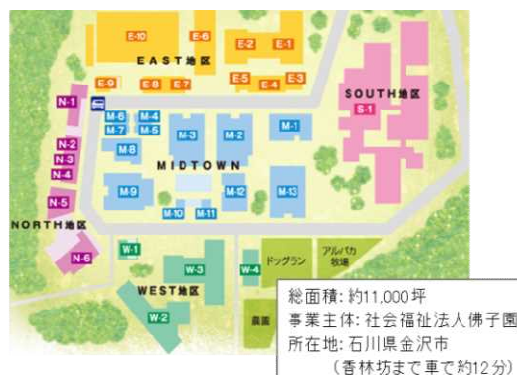 E-10
E-6
E-2
E-1
EAST地区
E-9
E-8
E-7
E-5
E-4
E-3
SOUTH地区
S-1
N-1
M-6
M-4
M-7
M-5
M-3
M-2
M-1
N-2
M-8
N-3
MIDTOWN
N-4
M-9
M-12
M-13
N-5
M-10
M-11
NORTH地区
N-6
W-1
W-3
W-4
ドッグラン
アルパカ
牧場
WEST地区
W-2
農園
総面積:約11,000坪
事業主体:社会福祉法人佛子園
所在地:石川県金沢市
(香林坊まで車で約12分)